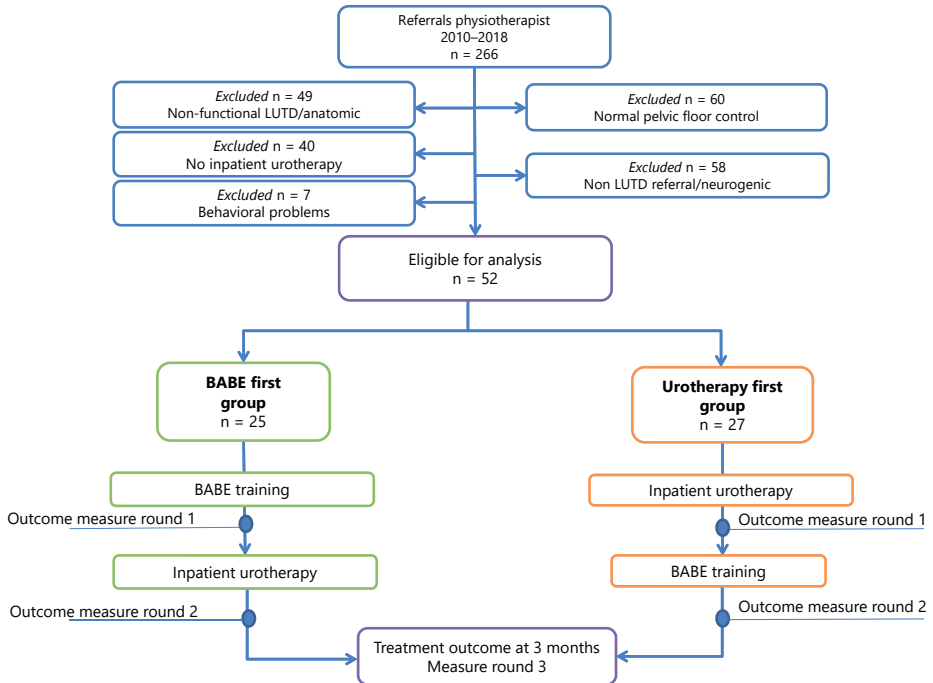 Referrals physiotherapist
2010–2018
n = 266
Excluded n = 49
Non-functional LUTD/anatomic
Excluded n = 60
Normal pelvic floor control
Excluded n = 40
No inpatient urotherapy
Excluded n = 58
Non LUTD referral/neurogenic
Excluded n = 7
Behavioral problems
Eligible for analysis
n = 52
BABE first
group
n = 25
Urotherapy first
group
n = 27
BABE training
Inpatient urotherapy
Outcome measure round 1
Outcome measure round 1
Inpatient urotherapy
BABE training
Outcome measure round 2
Outcome measure round 2
Treatment outcome at 3 months
Measure round 3